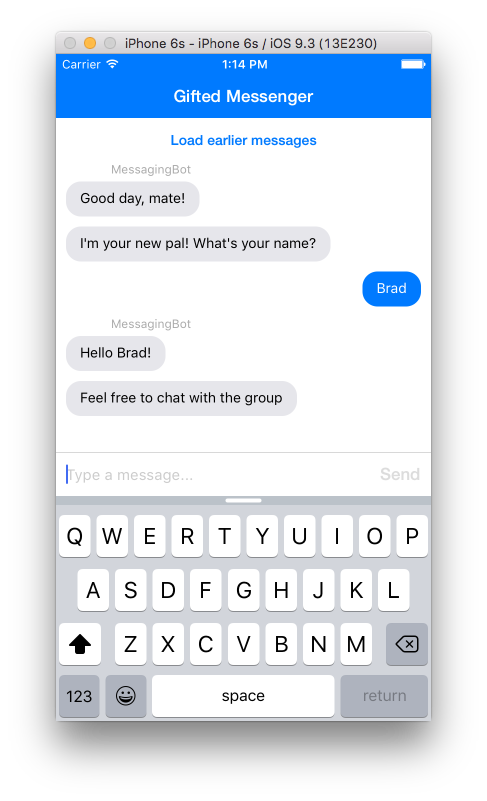 iPhone 6s - iPhone 6s / iOS 9.3 (13E230)
Carrier 1:14 PM
Gifted Messenger
Load earlier messages
MessagingBot
Good day, mate!
I'm your new pal! What's your name?
Brad
MessagingBot
Hello Brad!
Feel free to chat with the group
Type a message... Send
Q W E R T Y U I O P
A S D F G H J K L
Z X C V B N M
123 space return